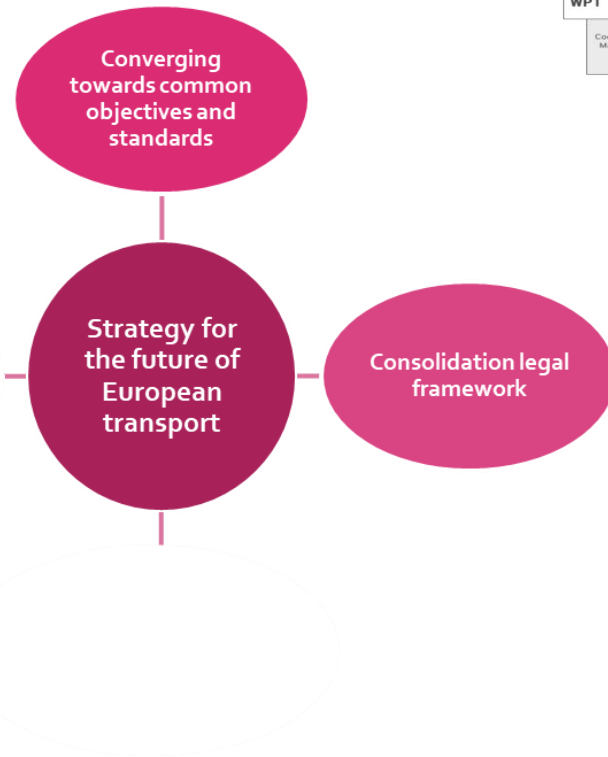 WPT
Converging
towards common
objectives and
standards
Strategy for
the future of
European
transport
Consolidation legal
framework